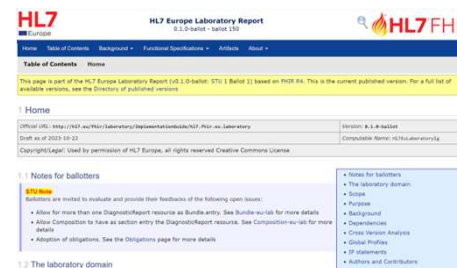 HL7
Europe
HL7 Europe Laboratory Report
0.1.0-ballot - ballot 150
HL7 FH
Home Table of Contents Background Functional Specifications Artifacts About
Table of Contents Home
This page is part of the HL7 Europe Laboratory Report (v0.1.0-ballot: STU 1 Ballot 1) based on FHIR R4. This is the current published version. For a full list of
available versions, see the Directory of published versions
1 Home
Official URL: http://hl7.eu/fhir/laboratory/ImplementationGuide/hl7.fhir.eu.laboratory Version: 0.1.0-ballot
Draft as of 2023-10-22 Computable Name: Hl7EuLaboratoryIg
Copyright/Legal: Used by permission of HL7 Europe, all rights reserved Creative Commons License
1.1 Notes for ballotters
STU Note
Ballotters are invited to evaluate and provide their feedbacks of the following open issues:
• Allow for more than one DiagnosticReport resource as Bundle.entry. See Bundle-eu-lab for more details
• Allow Composition to have as section entry the DiagnosticReport resource. See Composition-eu-lab for more
details
• Adoption of obligations. See the Obligations page for more details
1.2 The laboratory domain
• Notes for ballotters
• The laboratory domain
• Scope
• Purpose
• Background
• Dependencies
• Cross Version Analysis
• Global Profiles
• IP statements
• Authors and Contributors